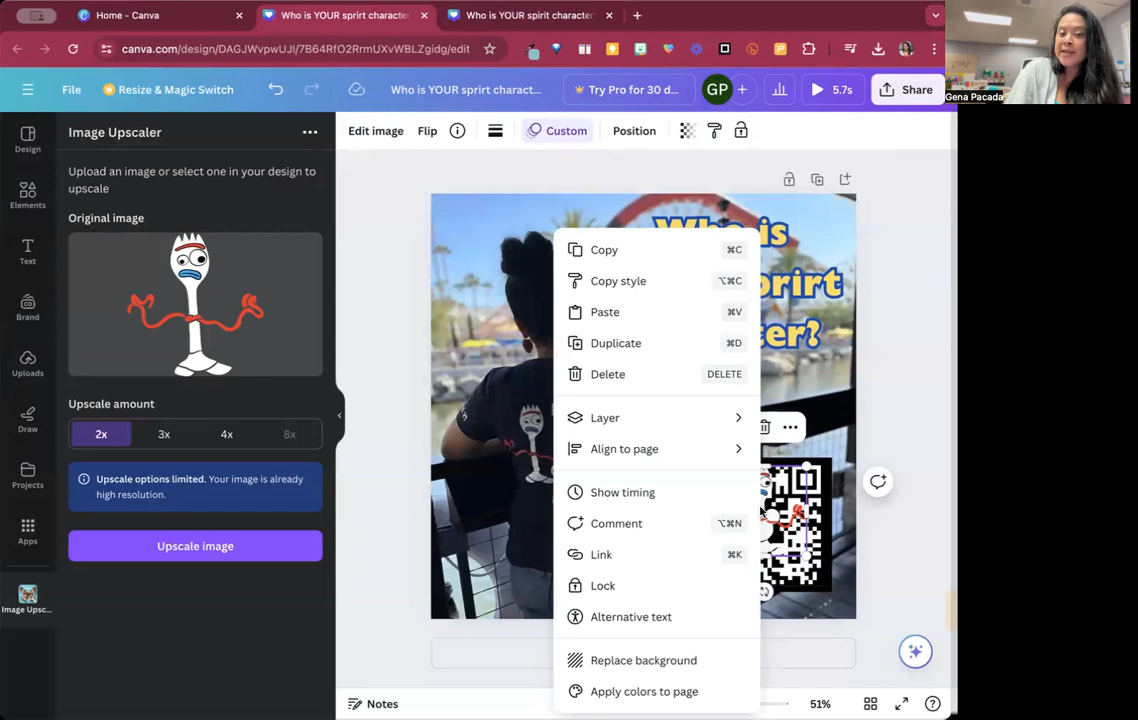 Home - Canva
Who is YOUR sprirt character
Who is YOUR spirit character
canva.com/design/DAGJWvpwUJI/7B64RfO2RrmUXvWBLZgidg/edit
Gena Pacada
File
Resize & Magic Switch
Who is YOUR sprirt charact...
Try Pro for 30 d...
GP
5.7s
Share
Design
Elements
Text
Brand
Uploads
Draw
Projects
Apps
Image Upsc...
Image Upscaler
Upload an image or select one in your design to
upscale
Original image
Upscale amount
2x
3x
4x
8x
Upscale options limited. Your image is already
high resolution.
Upscale image
Edit image
Flip
Custom
Position
Who is
sprirt
ter?
Copy ⌘C
Copy style ⌥⌘C
Paste ⌘V
Duplicate ⌘D
Delete DELETE
Layer
Align to page
Show timing
Comment ⌥⌘N
Link ⌘K
Lock
Alternative text
Replace background
Apply colors to page
Notes
51%